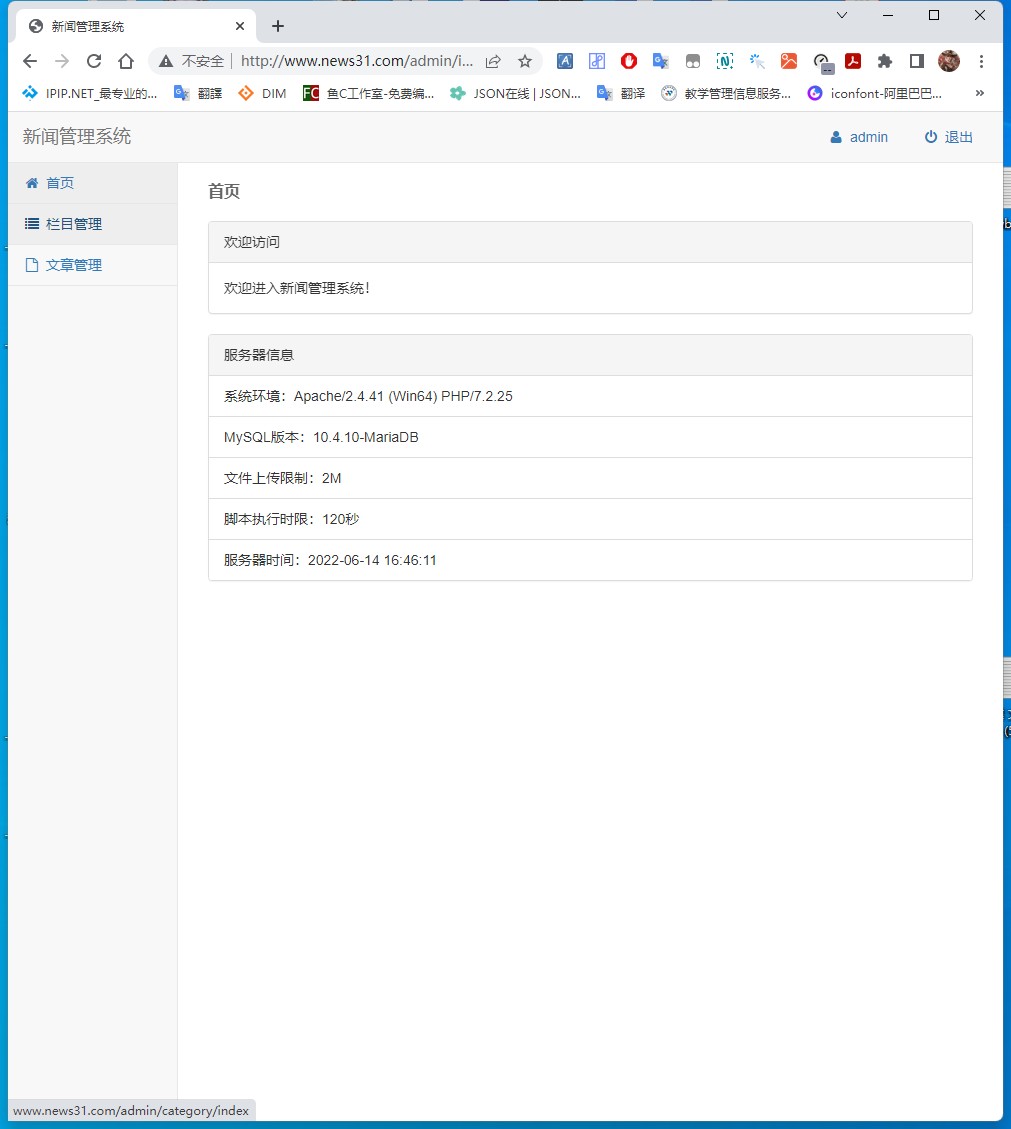 新闻管理系统
不安全 http://www.news31.com/admin/i...
IPIP.NET_最专业的... 翻譯 DIM 鱼C工作室-免费编... JSON在线 | JSON... 翻译 教学管理信息服务... iconfont-阿里巴巴... »
新闻管理系统 admin 退出
首页
栏目管理
文章管理
首页
欢迎访问
欢迎进入新闻管理系统！
服务器信息
系统环境：Apache/2.4.41 (Win64) PHP/7.2.25
MySQL版本：10.4.10-MariaDB
文件上传限制：2M
脚本执行时限：120秒
服务器时间：2022-06-14 16:46:11
www.news31.com/admin/category/index